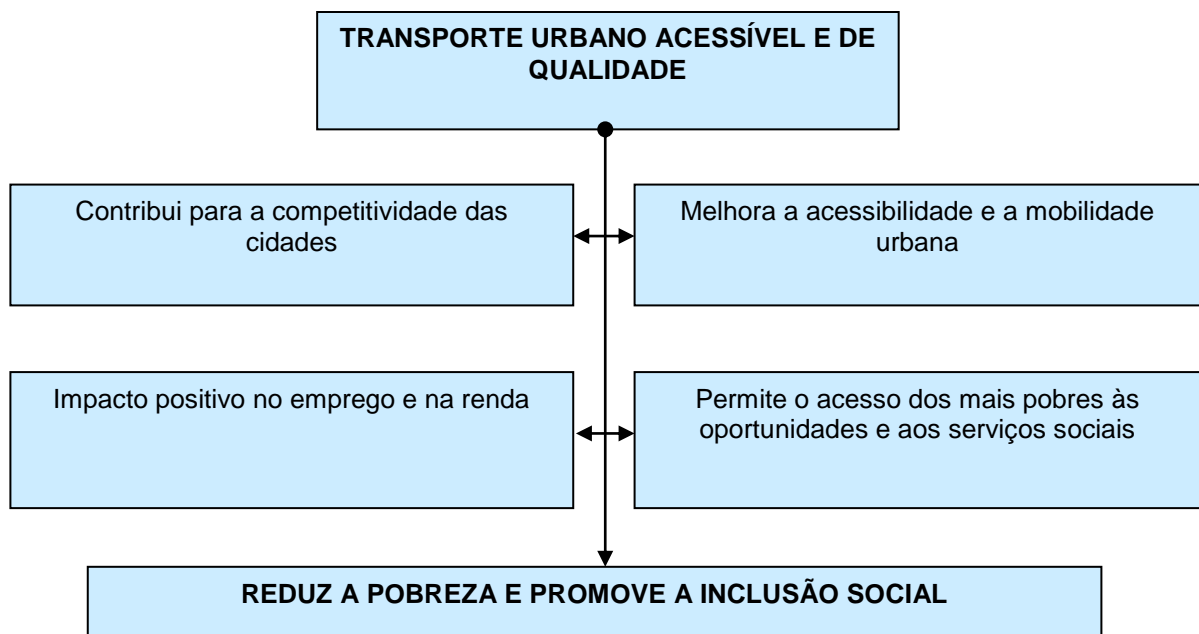 TRANSPORTE URBANO ACESSÍVEL E DE
QUALIDADE
Contribui para a competitividade das
cidades
Melhora a acessibilidade e a mobilidade
urbana
Impacto positivo no emprego e na renda
Permite o acesso dos mais pobres às
oportunidades e aos serviços sociais
REDUZ A POBREZA E PROMOVE A INCLUSÃO SOCIAL